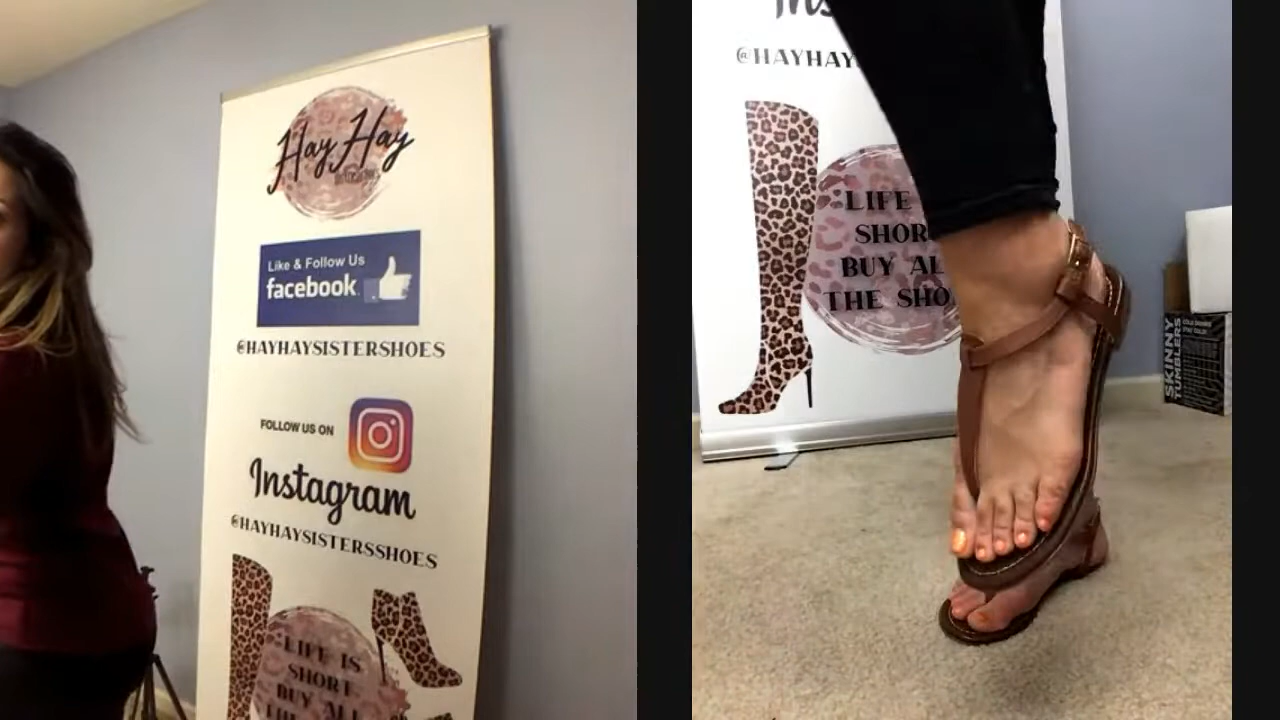 Hay Hay
Like & Follow Us
facebook
@HAYHAYSISTERSHOES
FOLLOW US ON
Instagram
@HAYHAYSISTERSSHOES
LIFE IS
SHORT
BUY ALL
@HAYHAY
LIFE
SHOR
BUY AL
THE SHO
SKINNY
TUMBLERS